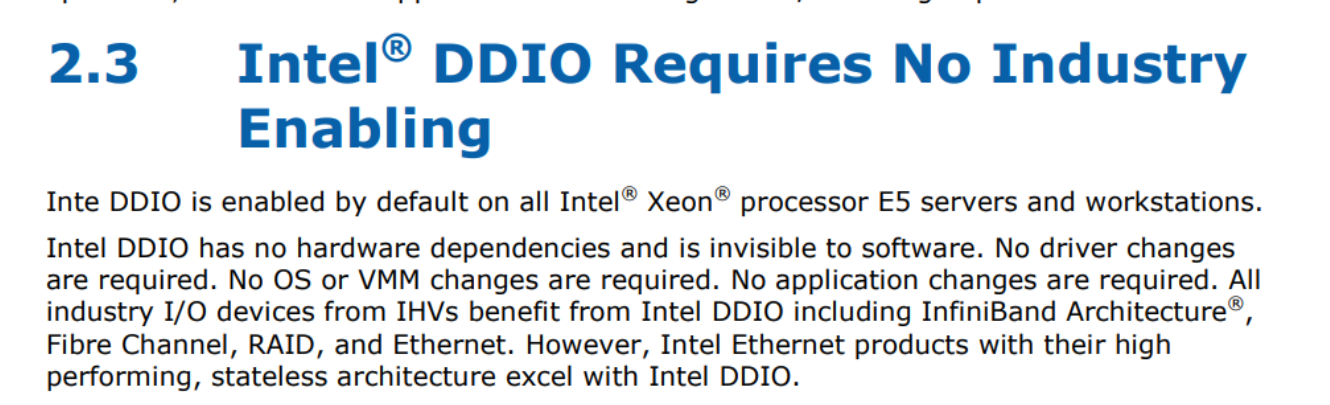 2.3 Intel® DDIO Requires No Industry
Enabling
Inte DDIO is enabled by default on all Intel® Xeon® processor E5 servers and workstations.
Intel DDIO has no hardware dependencies and is invisible to software. No driver changes
are required. No OS or VMM changes are required. No application changes are required. All
industry I/O devices from IHVs benefit from Intel DDIO including InfiniBand Architecture®,
Fibre Channel, RAID, and Ethernet. However, Intel Ethernet products with their high
performing, stateless architecture excel with Intel DDIO.